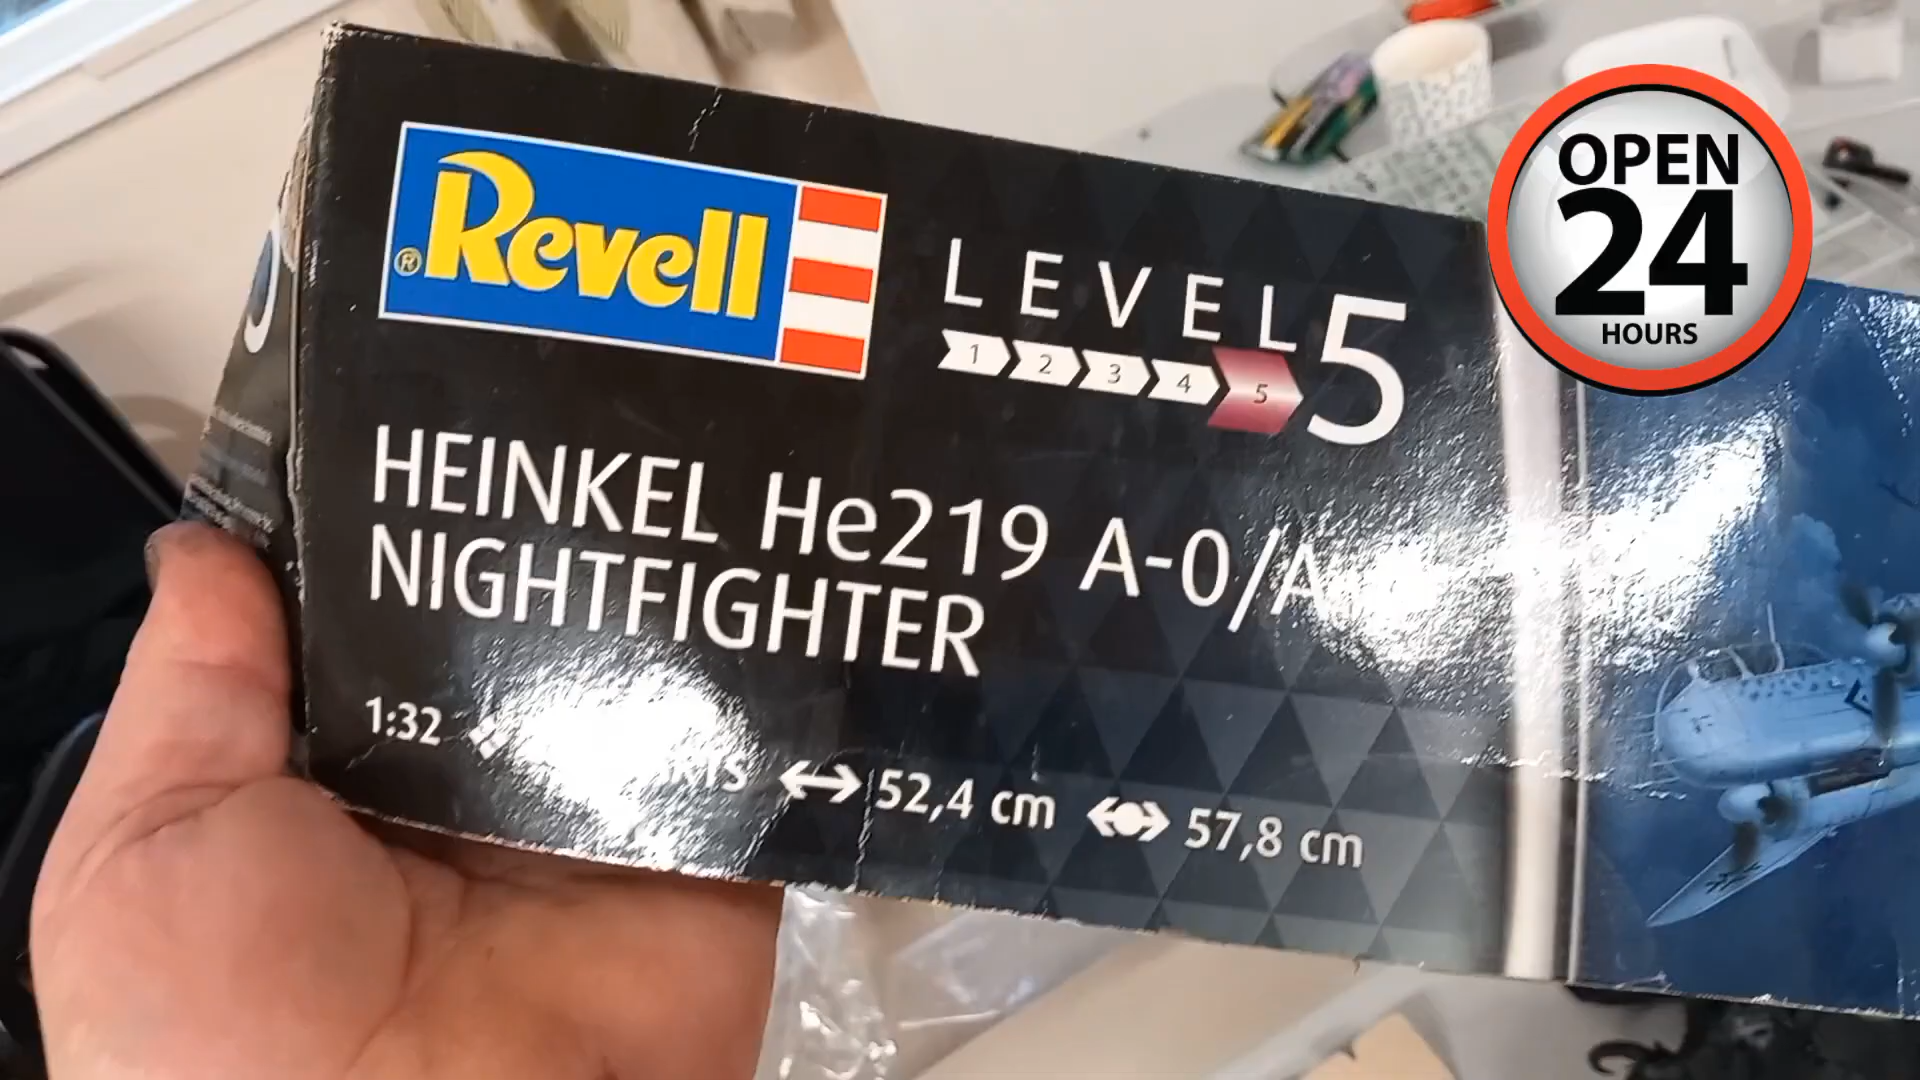 Revell
®
LEVEL 5
1 2 3 4 5
HEINKEL He219 A-0/A
NIGHTFIGHTER
1:32
52,4 cm
57,8 cm
OPEN
24
HOURS